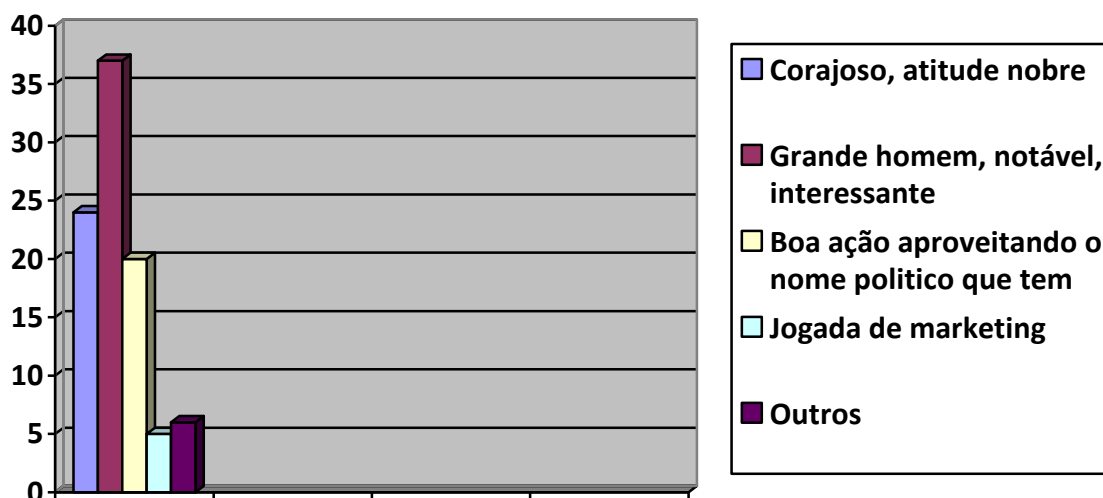 40
35
30
25
20
15
10
5
0
Corajoso, atitude nobre
Grande homem, notável,
interessante
Boa ação aproveitando o
nome politico que tem
Jogada de marketing
Outros